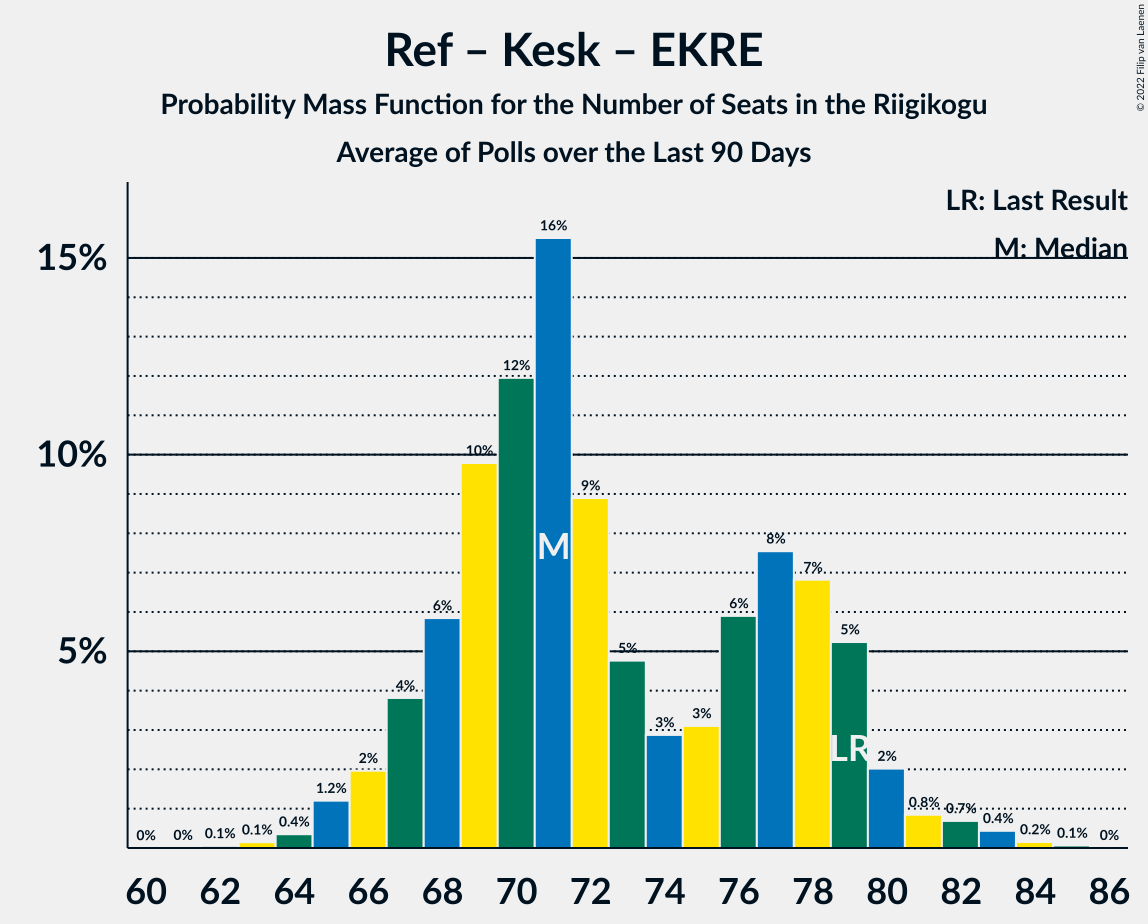 Ref – Kesk – EKRE
Probability Mass Function for the Number of Seats in the Riigikogu
Average of Polls over the Last 90 Days
© 2022 Filip van Laenen
LR: Last Result
M: Median
15%
10%
5%
0% 0% 0.1% 0.1% 0.4% 1.2% 2% 4% 6% 10% 12% 16% 9% 5% 3% 3% 6% 8% 7% 5% 2% 0.8% 0.7% 0.4% 0.2% 0.1% 0%
M
LR
60 62 64 66 68 70 72 74 76 78 80 82 84 86